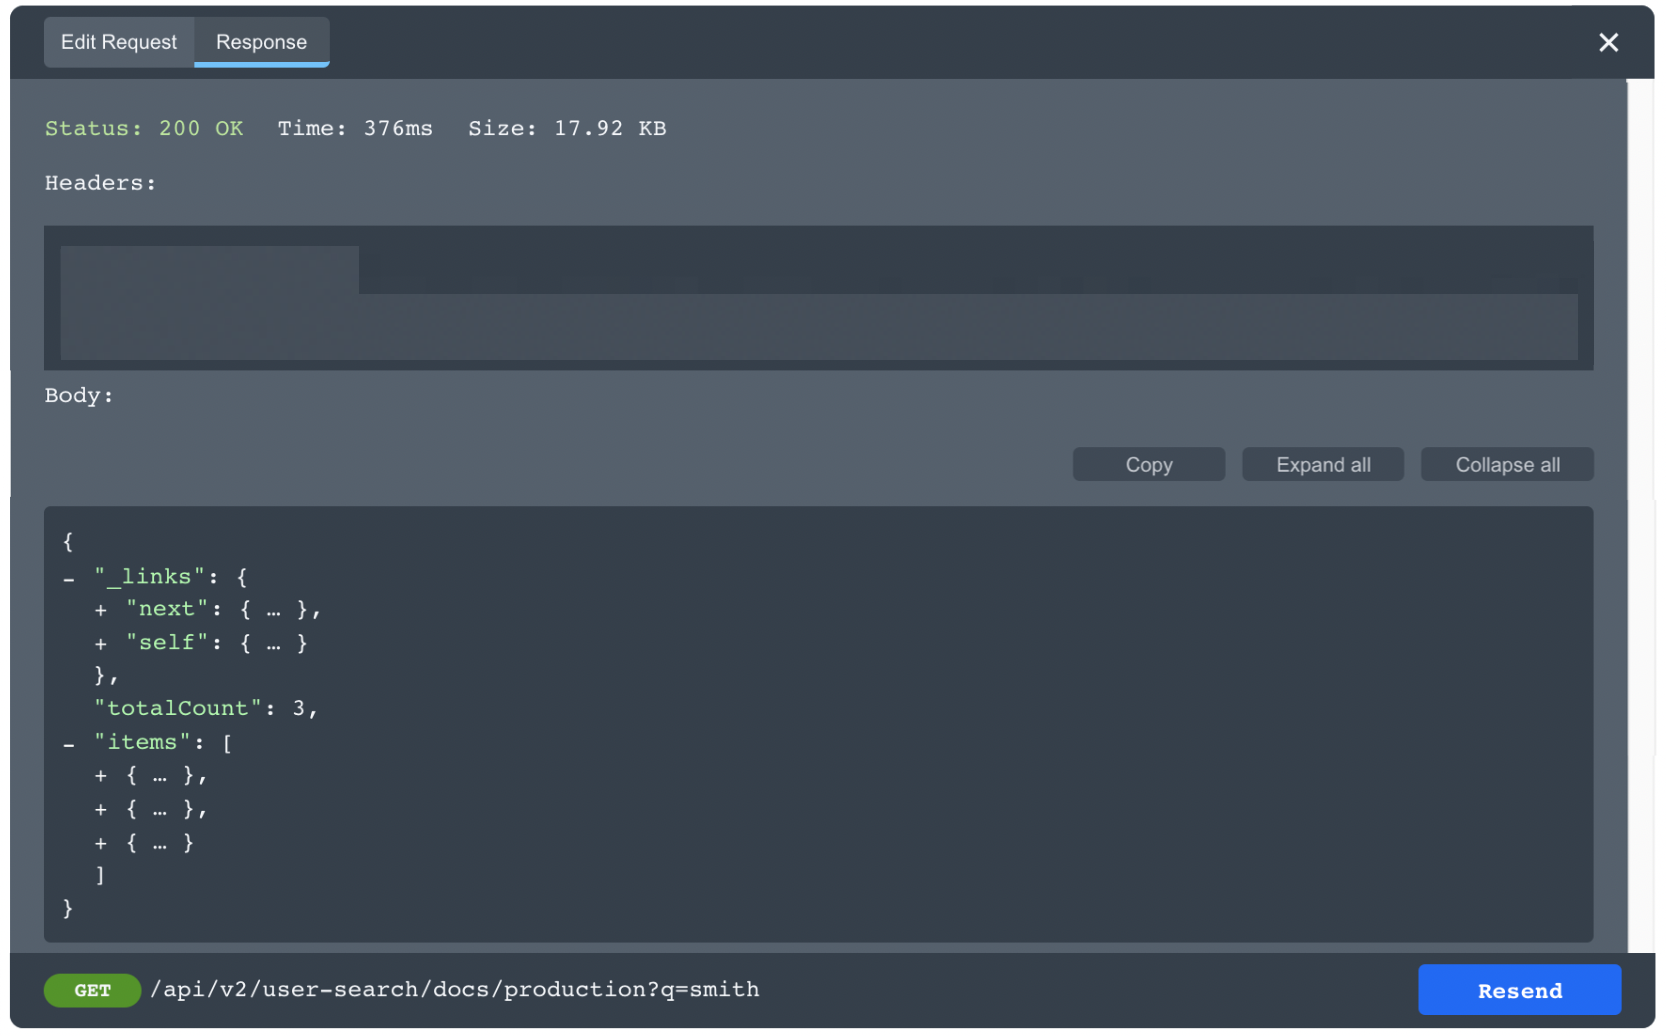 Edit Request Response
Status: 200 OK Time: 376ms Size: 17.92 KB
Headers:
Body:
Copy Expand all Collapse all
{
– "_links": {
+ "next": { … },
+ "self": { … }
},
"totalCount": 3,
– "items": [
+ { … },
+ { … },
+ { … }
]
}
GET /api/v2/user-search/docs/production?q=smith Resend